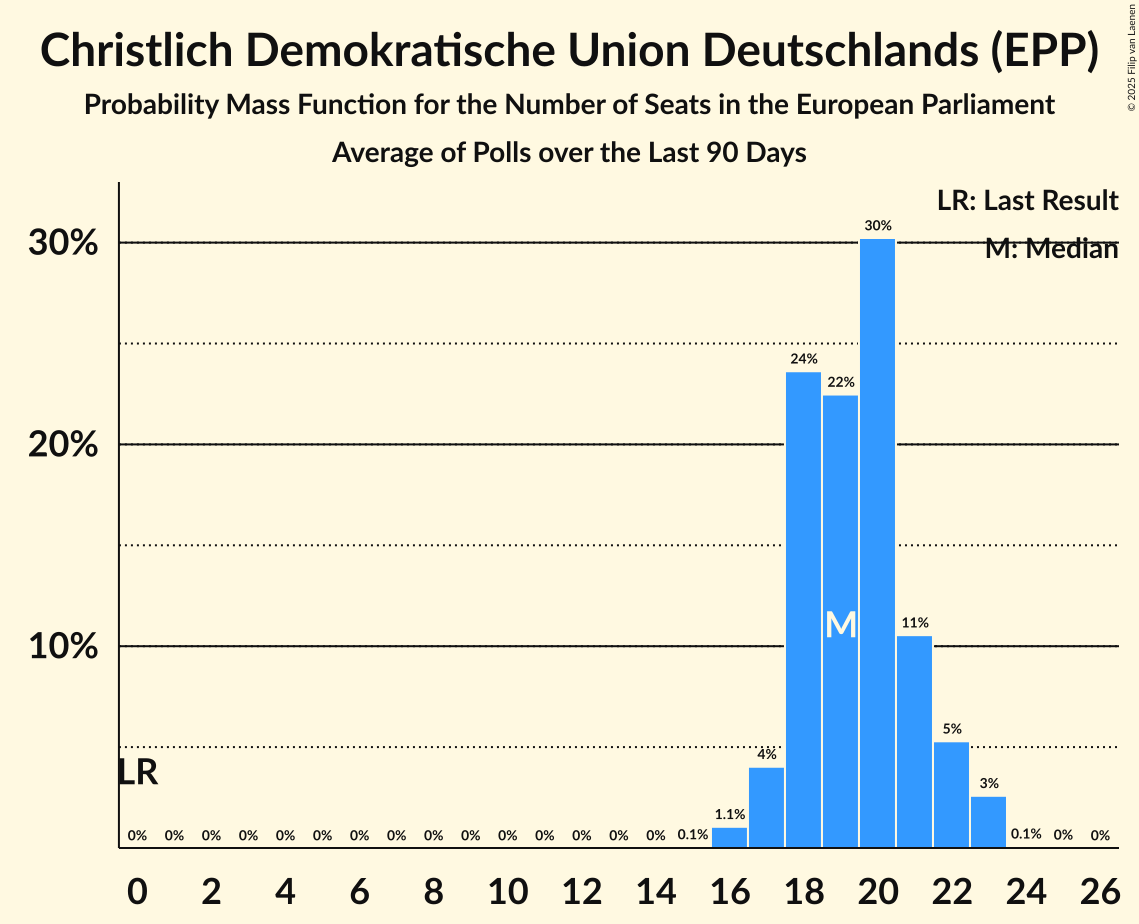 Christlich Demokratische Union Deutschlands (EPP)
Probability Mass Function for the Number of Seats in the European Parliament
Average of Polls over the Last 90 Days
© 2025 Filip van Laenen
LR: Last Result
M: Median
30%
20%
10%
30%
24%
22%
11%
5%
4%
3%
1.1%
0% 0% 0% 0% 0% 0% 0% 0% 0% 0% 0% 0% 0% 0% 0% 0.1% 0.1% 0% 0%
M
LR
0 2 4 6 8 10 12 14 16 18 20 22 24 26